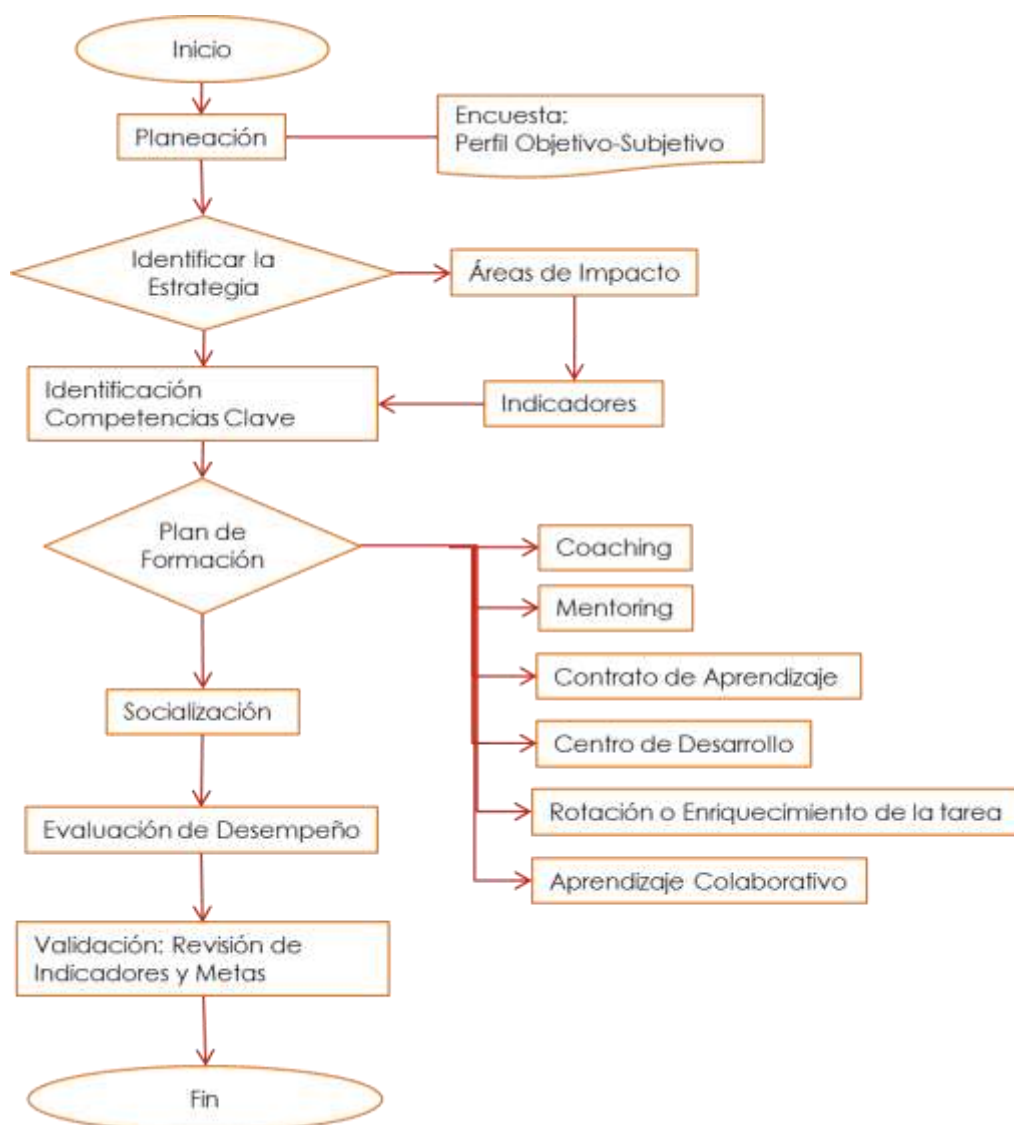 Inicio
Planeación
Encuesta:
Perfil Objetivo-Subjetivo
Identificar la
Estrategia
Áreas de Impacto
Identificación
Competencias Clave
Indicadores
Plan de
Formación
Coaching
Mentoring
Contrato de Aprendizaje
Socialización
Centro de Desarrollo
Rotación o Enriquecimiento de la tarea
Evaluación de Desempeño
Aprendizaje Colaborativo
Validación: Revisión de
Indicadores y Metas
Fin